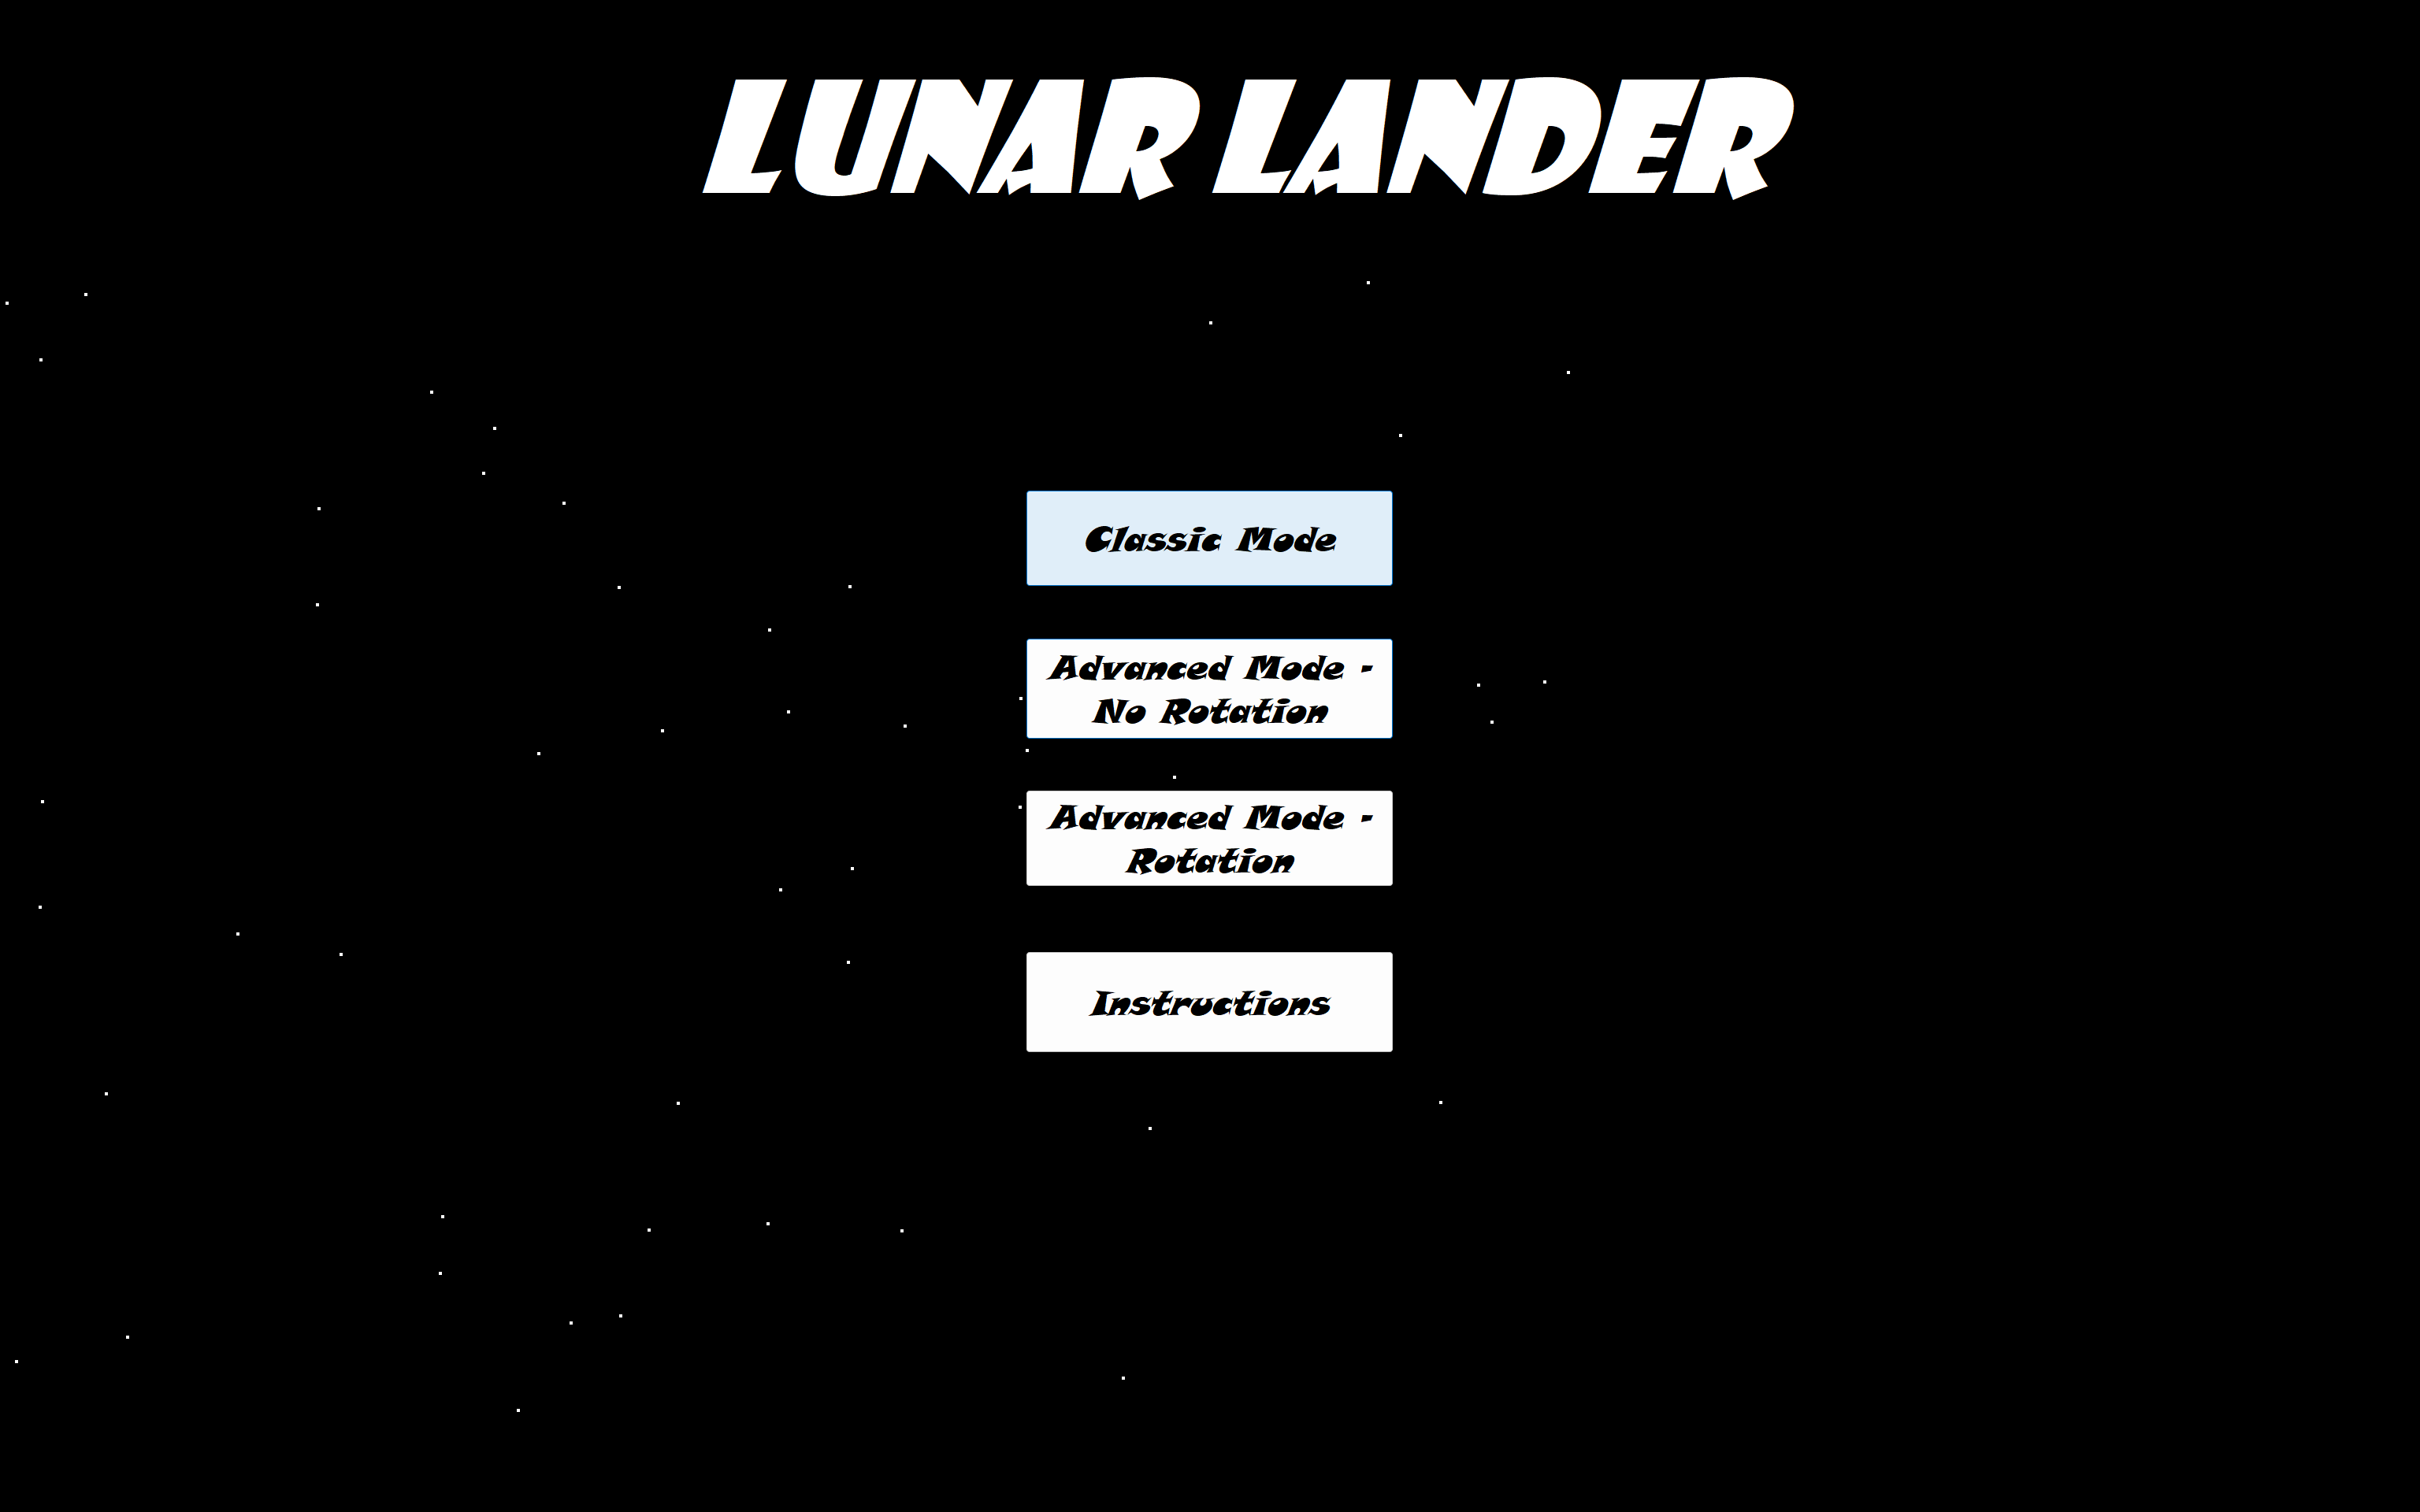 LUNAR LANDER
Classic Mode
Advanced Mode -
No Rotation
Advanced Mode -
Rotation
Instructions